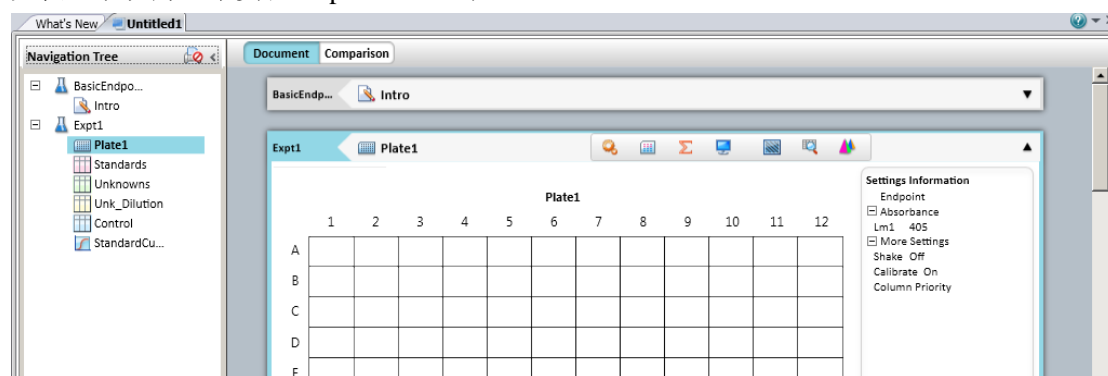 What's New Untitled1
Navigation Tree
BasicEndpo...
Intro
Expt1
Plate1
Standards
Unknowns
Unk_Dilution
Control
StandardCu...
Document Comparison
BasicEndp... Intro
Expt1 Plate1
Plate1
1 2 3 4 5 6 7 8 9 10 11 12
A
B
C
D
Settings Information
Endpoint
Absorbance
Lm1 405
More Settings
Shake Off
Calibrate On
Column Priority